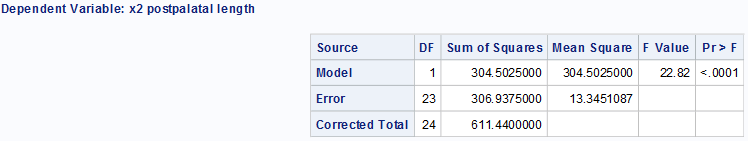 Dependent Variable: x2 postpalatal length
Source DF Sum of Squares Mean Square F Value Pr > F
Model 1 304.5025000 304.5025000 22.82 <.0001
Error 23 306.9375000 13.3451087
Corrected Total 24 611.4400000